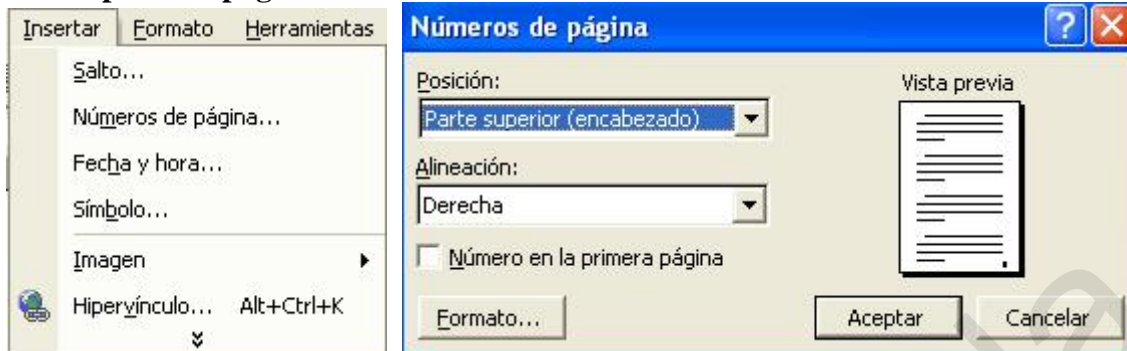 Insertar Formato Herramientas
Salto...
Números de página...
Fecha y hora...
Símbolo...
Imagen
Hipervínculo... Alt+Ctrl+K
Números de página
Posición:
Parte superior (encabezado)
Alineación:
Derecha
Número en la primera página
Formato...
Vista previa
Aceptar Cancelar